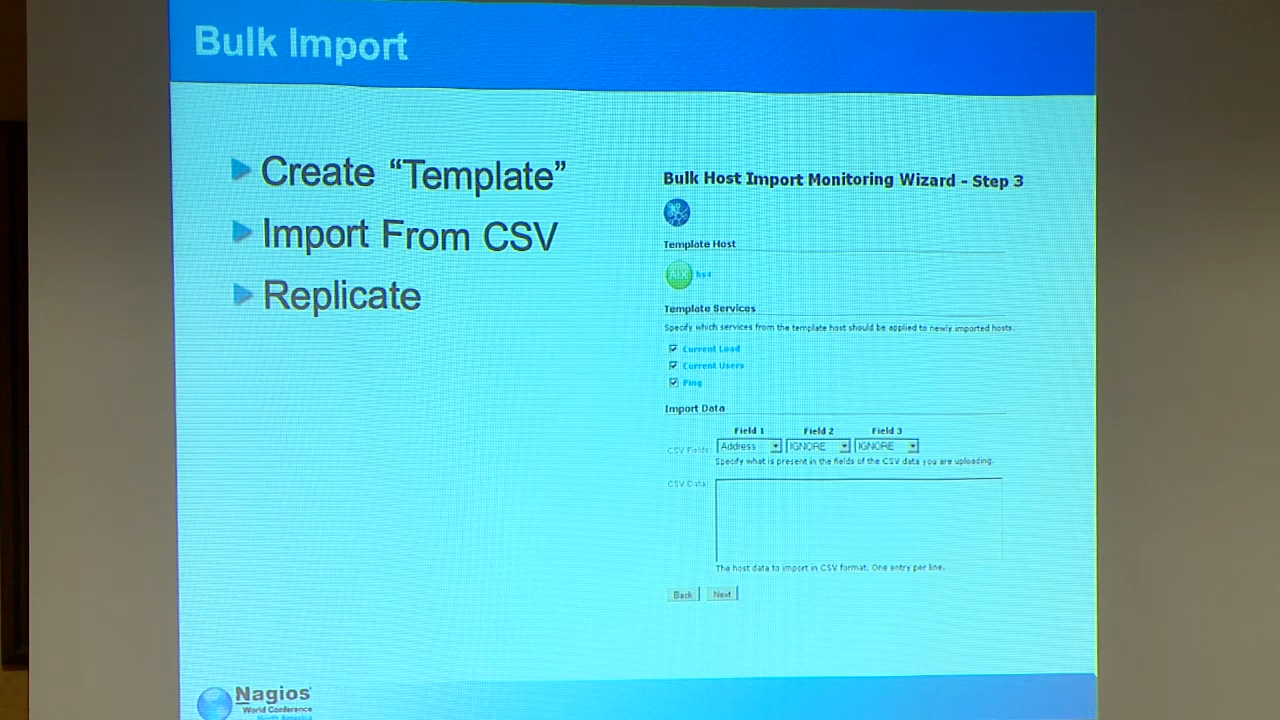 Bulk Import
Create “Template”
Import From CSV
Replicate
Bulk Host Import Monitoring Wizard - Step 3
Template Host
AIX
Template Services
Specify which services from the template host should be applied to newly imported hosts.
Current Load
Current Users
Ping
Import Data
Field 1 Field 2 Field 3
CSV Fields: Address IGNORE IGNORE
Specify what is present in the fields of the CSV data you are uploading.
CSV Data:
The host data to import in CSV format. One entry per line.
Back Next
Nagios
World Conference
North America